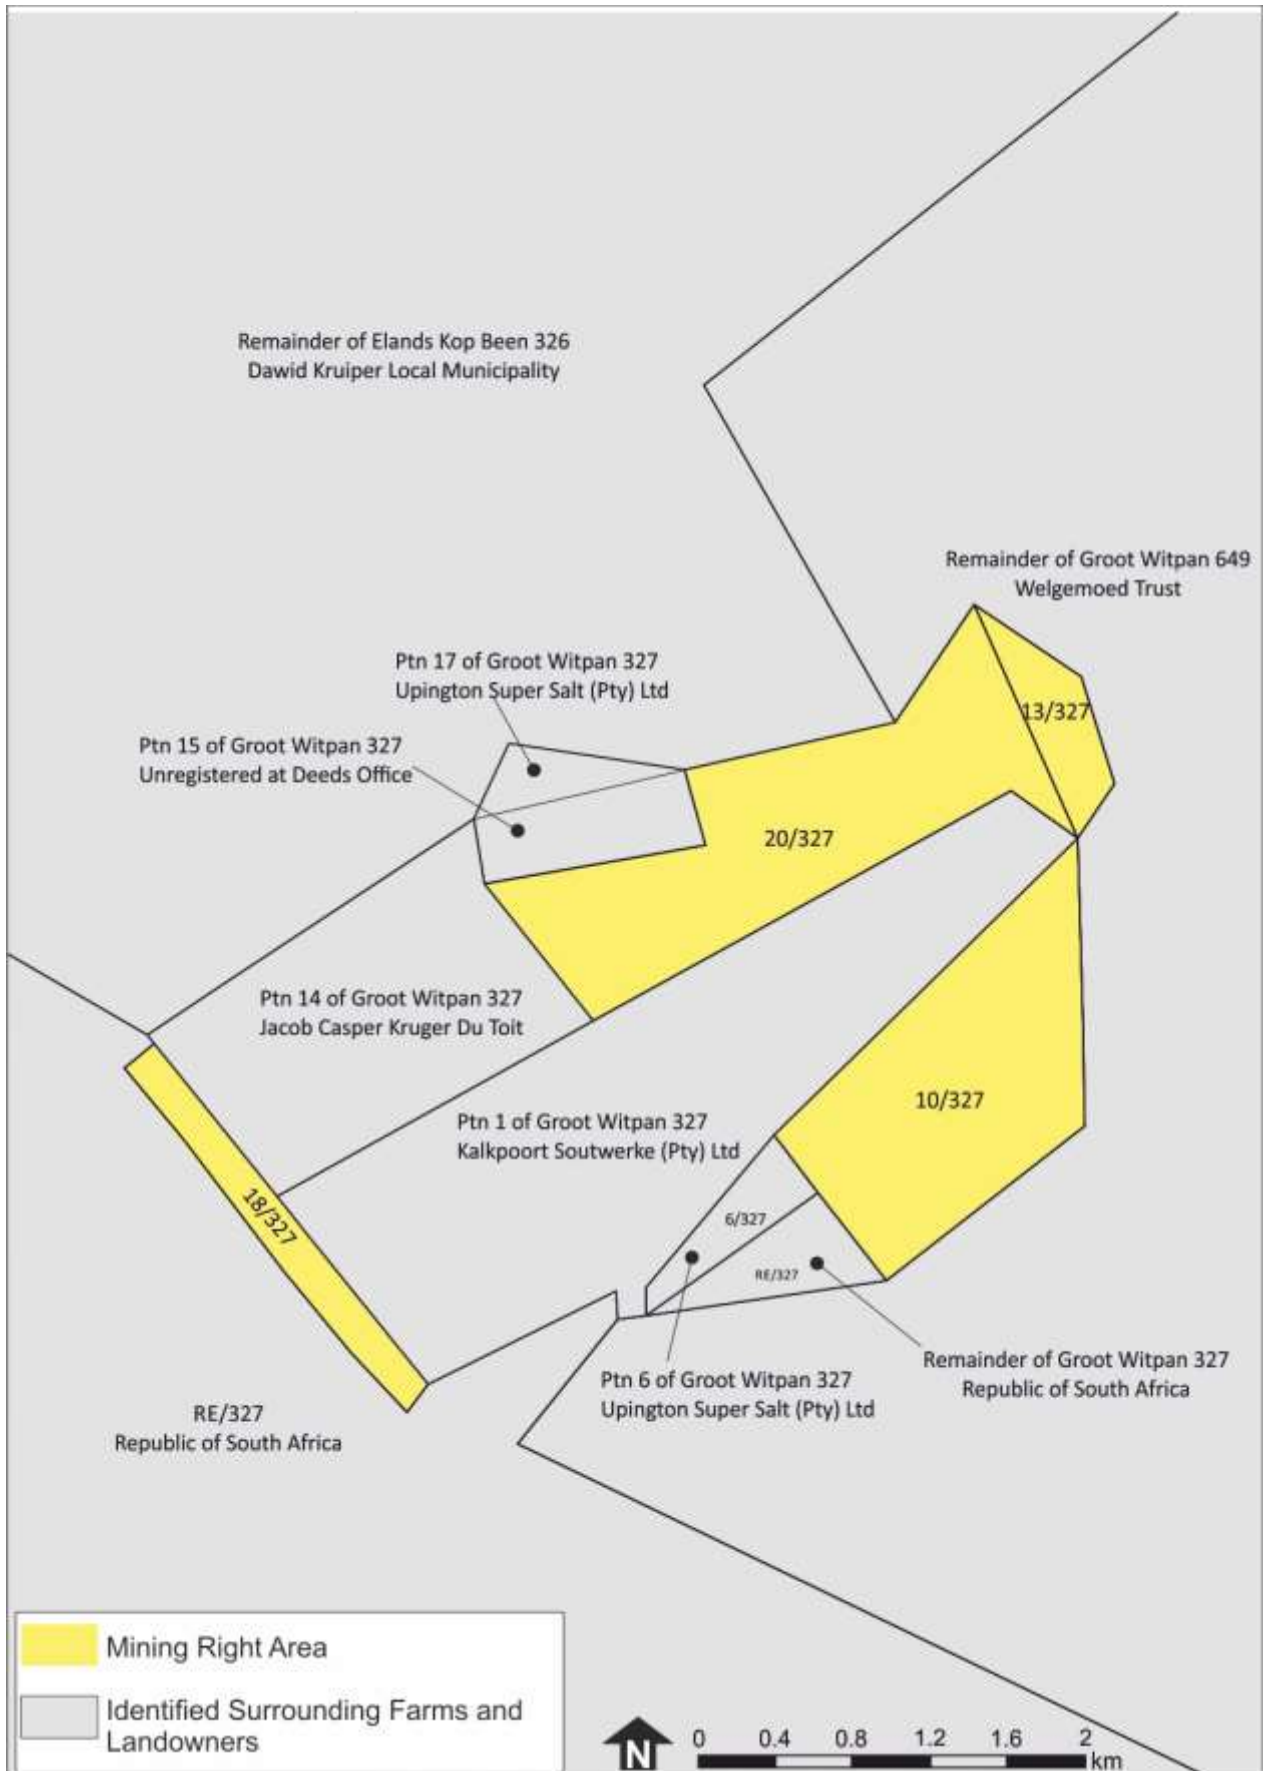 Remainder of Elands Kop Been 326
Dawid Kruiper Local Municipality
Remainder of Groot Witpan 649
Welgemoed Trust
Ptn 17 of Groot Witpan 327
Upington Super Salt (Pty) Ltd
13/327
Ptn 15 of Groot Witpan 327
Unregistered at Deeds Office
20/327
Ptn 14 of Groot Witpan 327
Jacob Casper Kruger Du Toit
10/327
Ptn 1 of Groot Witpan 327
Kalkpoort Soutwerke (Pty) Ltd
18/327
6/327
RE/327
Remainder of Groot Witpan 327
Republic of South Africa
Ptn 6 of Groot Witpan 327
Upington Super Salt (Pty) Ltd
RE/327
Republic of South Africa
Mining Right Area
Identified Surrounding Farms and
Landowners
N
0 0.4 0.8 1.2 1.6 2
km